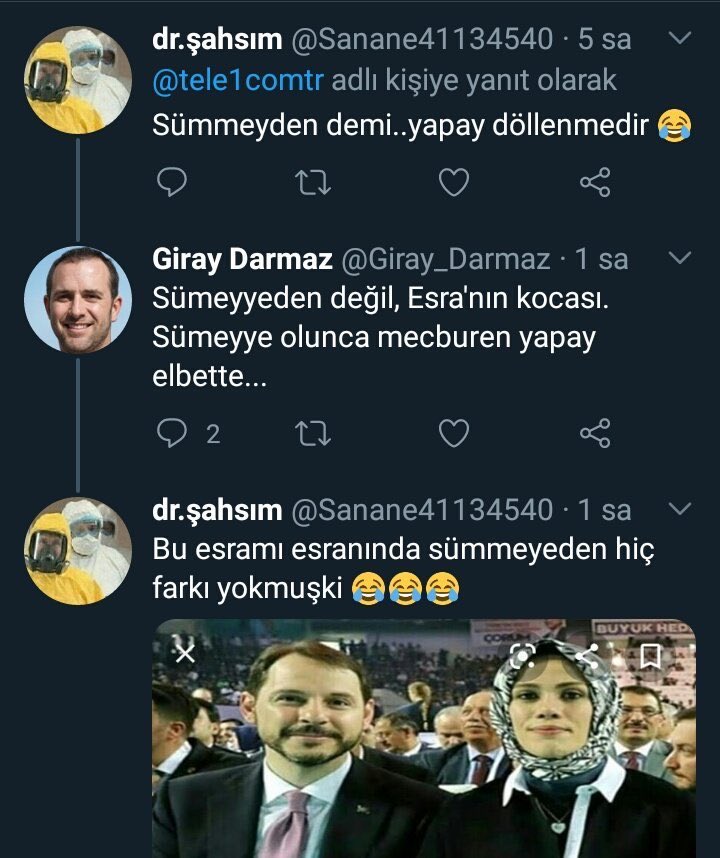 dr.şahsım @Sanane41134540 · 5 sa
@tele1comtr adlı kişiye yanıt olarak
Sümmeyden demi..yapay döllenmedir 😂
Giray Darmaz @Giray_Darmaz · 1 sa
Sümeyyeden değil, Esra'nın kocası.
Sümeyye olunca mecburen yapay
elbette...
2
dr.şahsım @Sanane41134540 · 1 sa
Bu esramı esranında sümmeyeden hiç
farkı yokmuşki 😂😂😂
BÜYÜK HED
ÇORUM